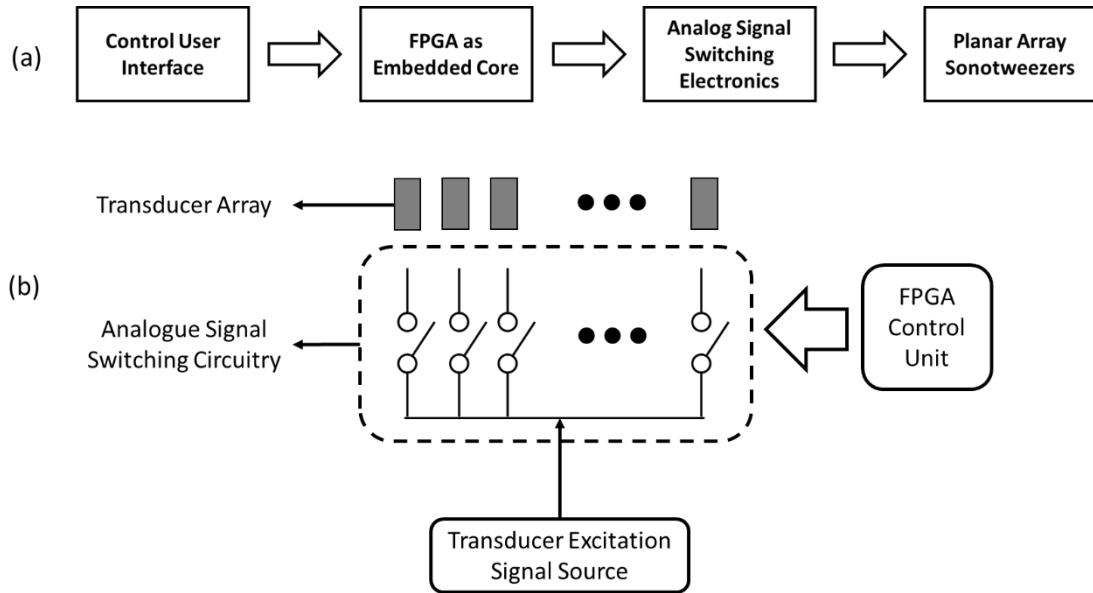 (a)
Control User
Interface
FPGA as
Embedded Core
Analog Signal
Switching
Electronics
Planar Array
Sonotweezers
(b)
Transducer Array
Analogue Signal
Switching Circuitry
FPGA
Control
Unit
Transducer Excitation
Signal Source